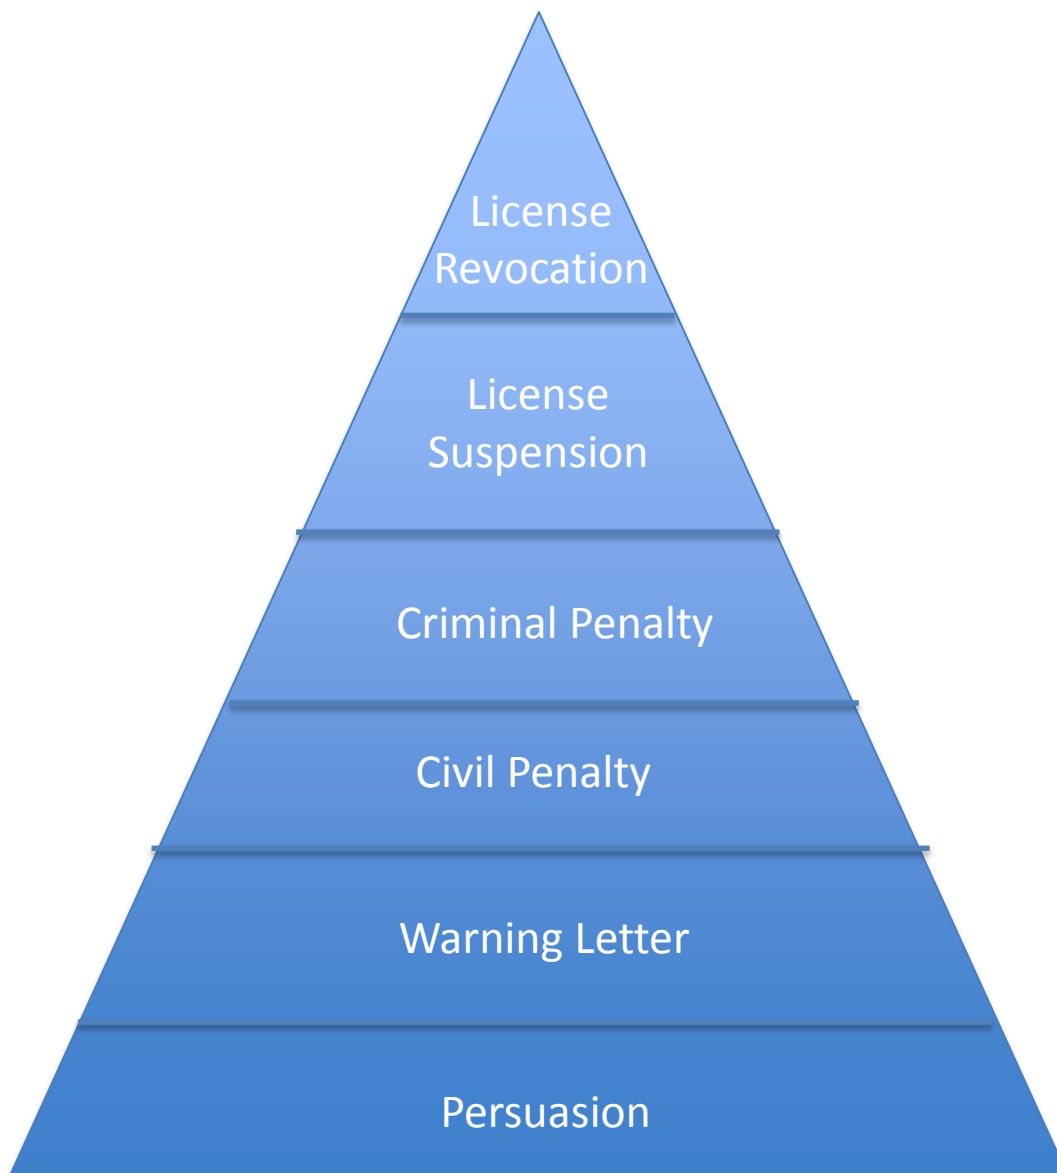 License
Revocation
License
Suspension
Criminal Penalty
Civil Penalty
Warning Letter
Persuasion